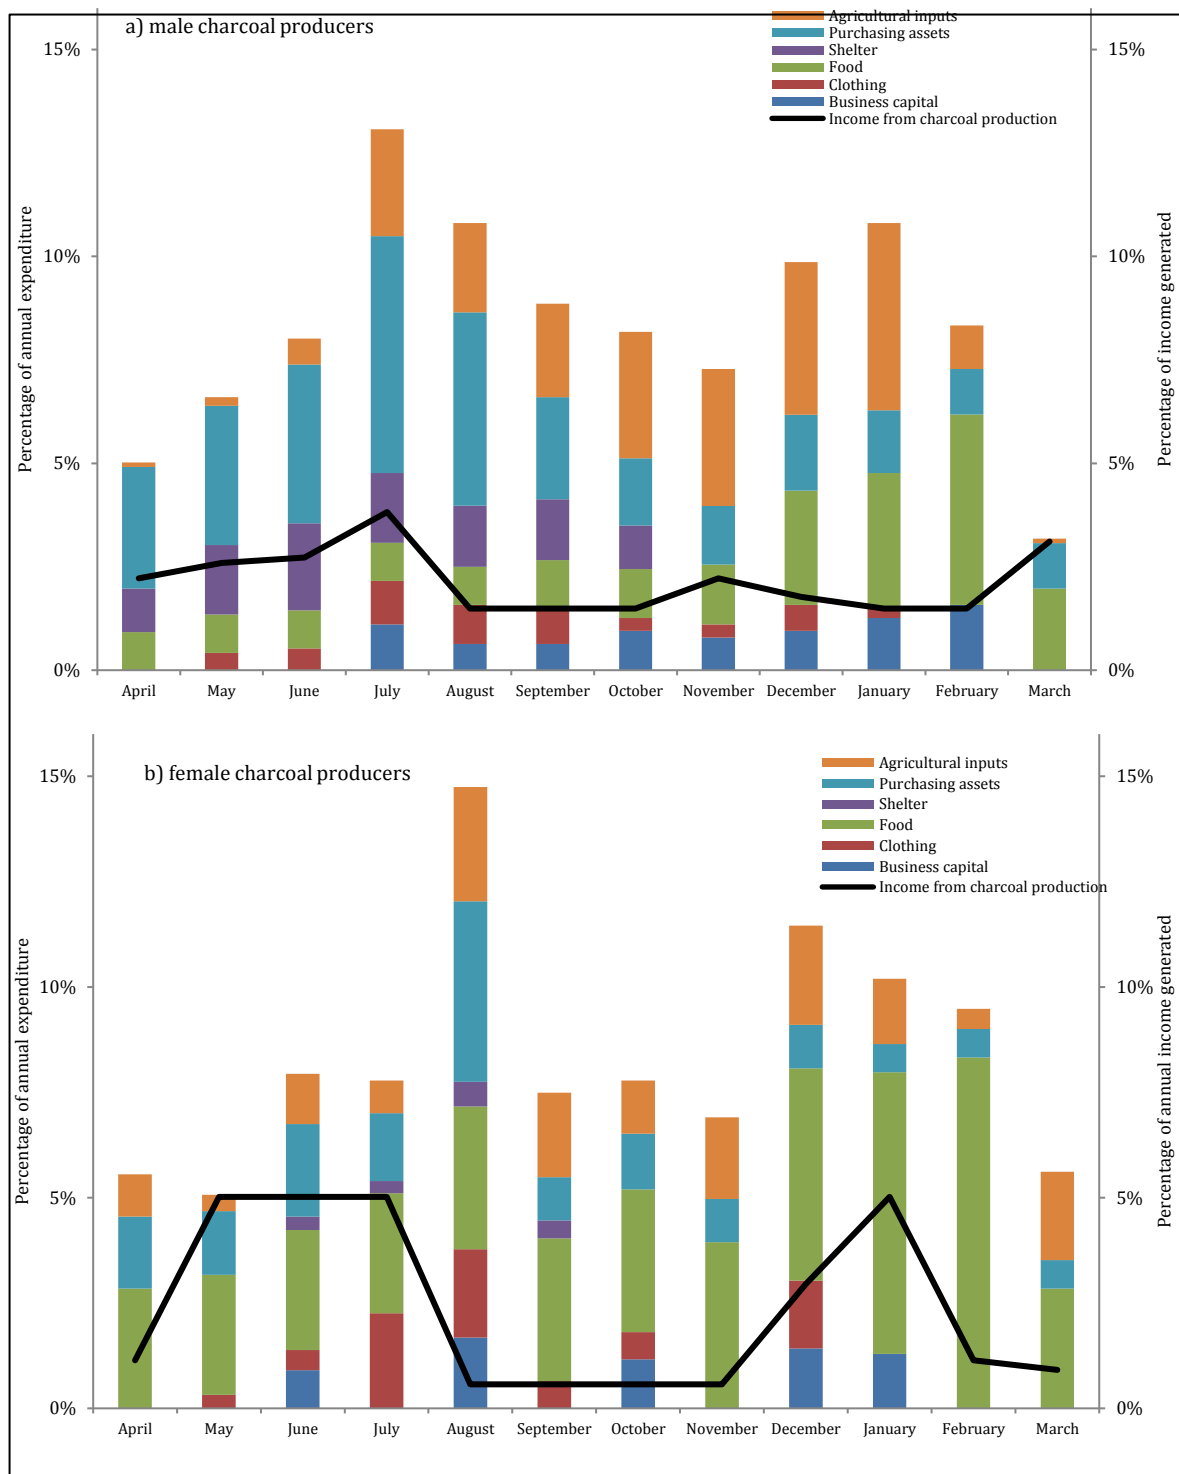 a) male charcoal producers
Agricultural inputs
Purchasing assets
Shelter
Food
Clothing
Business capital
Income from charcoal production
Percentage of annual expenditure
Percentage of income generated
15%
10%
5%
0%
15%
10%
5%
0%
April May June July August September October November December January February March
b) female charcoal producers
Agricultural inputs
Purchasing assets
Shelter
Food
Clothing
Business capital
Income from charcoal production
Percentage of annual expenditure
Percentage of annual income generated
15%
10%
5%
0%
15%
10%
5%
0%
April May June July August September October November December January February March